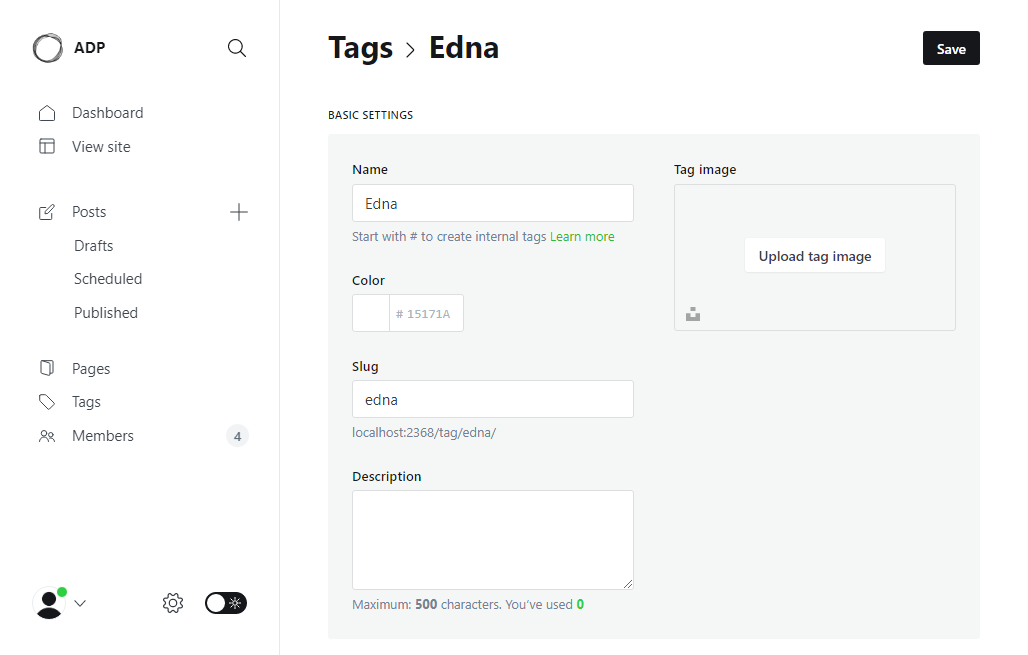 ADP
Dashboard
View site
Posts
Drafts
Scheduled
Published
Pages
Tags
Members 4
Tags > Edna
Save
BASIC SETTINGS
Name
Edna
Start with # to create internal tags Learn more
Color
# 15171A
Slug
edna
localhost:2368/tag/edna/
Description
Maximum: 500 characters. You’ve used 0
Tag image
Upload tag image